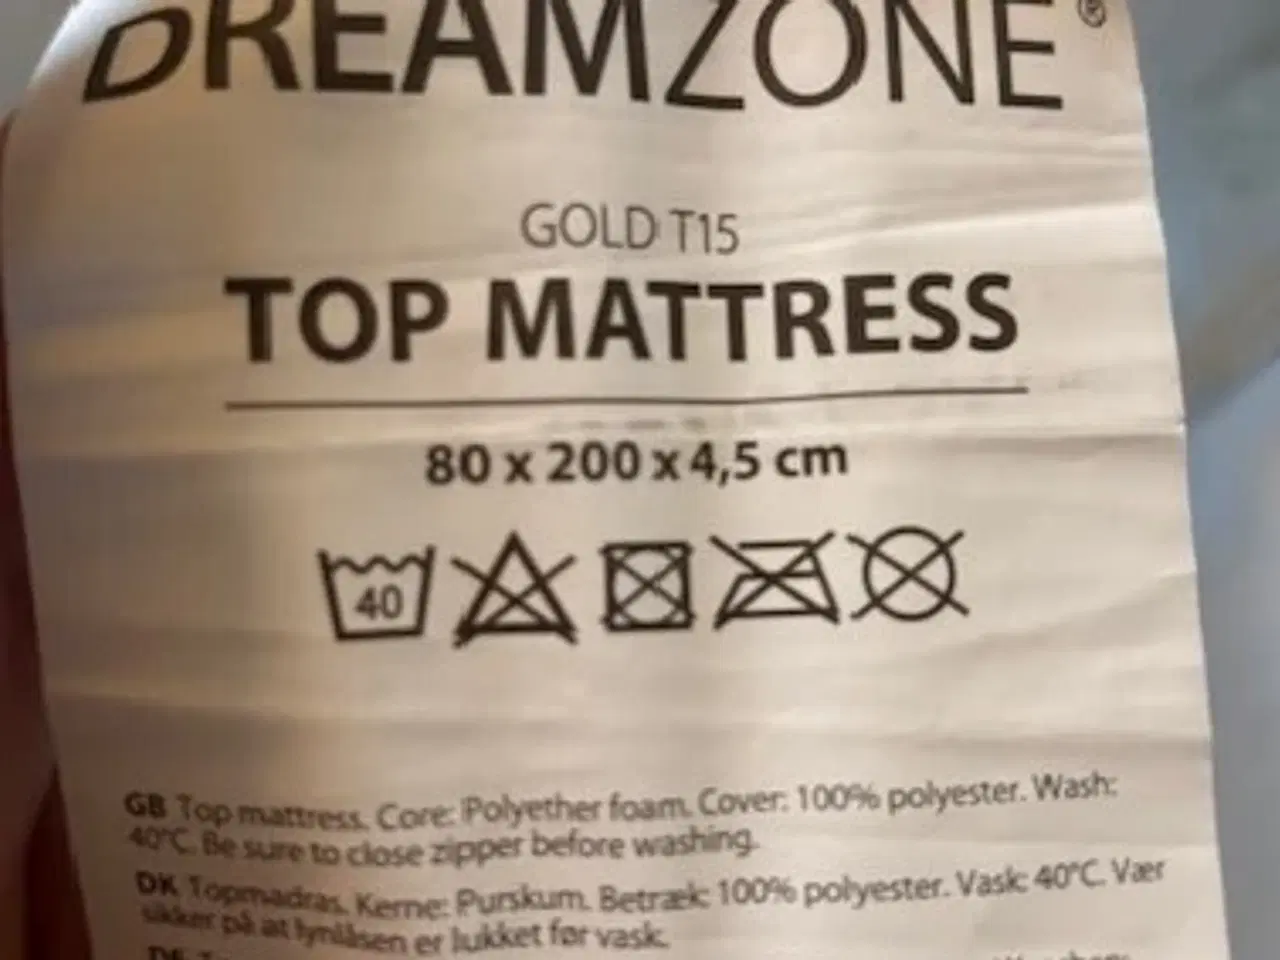 DREAMZONE®
GOLD T15
TOP MATTRESS
80 x 200 x 4,5 cm
40
GB Top mattress. Core: Polyether foam. Cover: 100% polyester. Wash:
40°C. Be sure to close zipper before washing.
DK Topmadras. Kerne: Purskum. Betræk: 100% polyester. Vask: 40°C. Vær
sikker på at lynlåsen er lukket før vask.